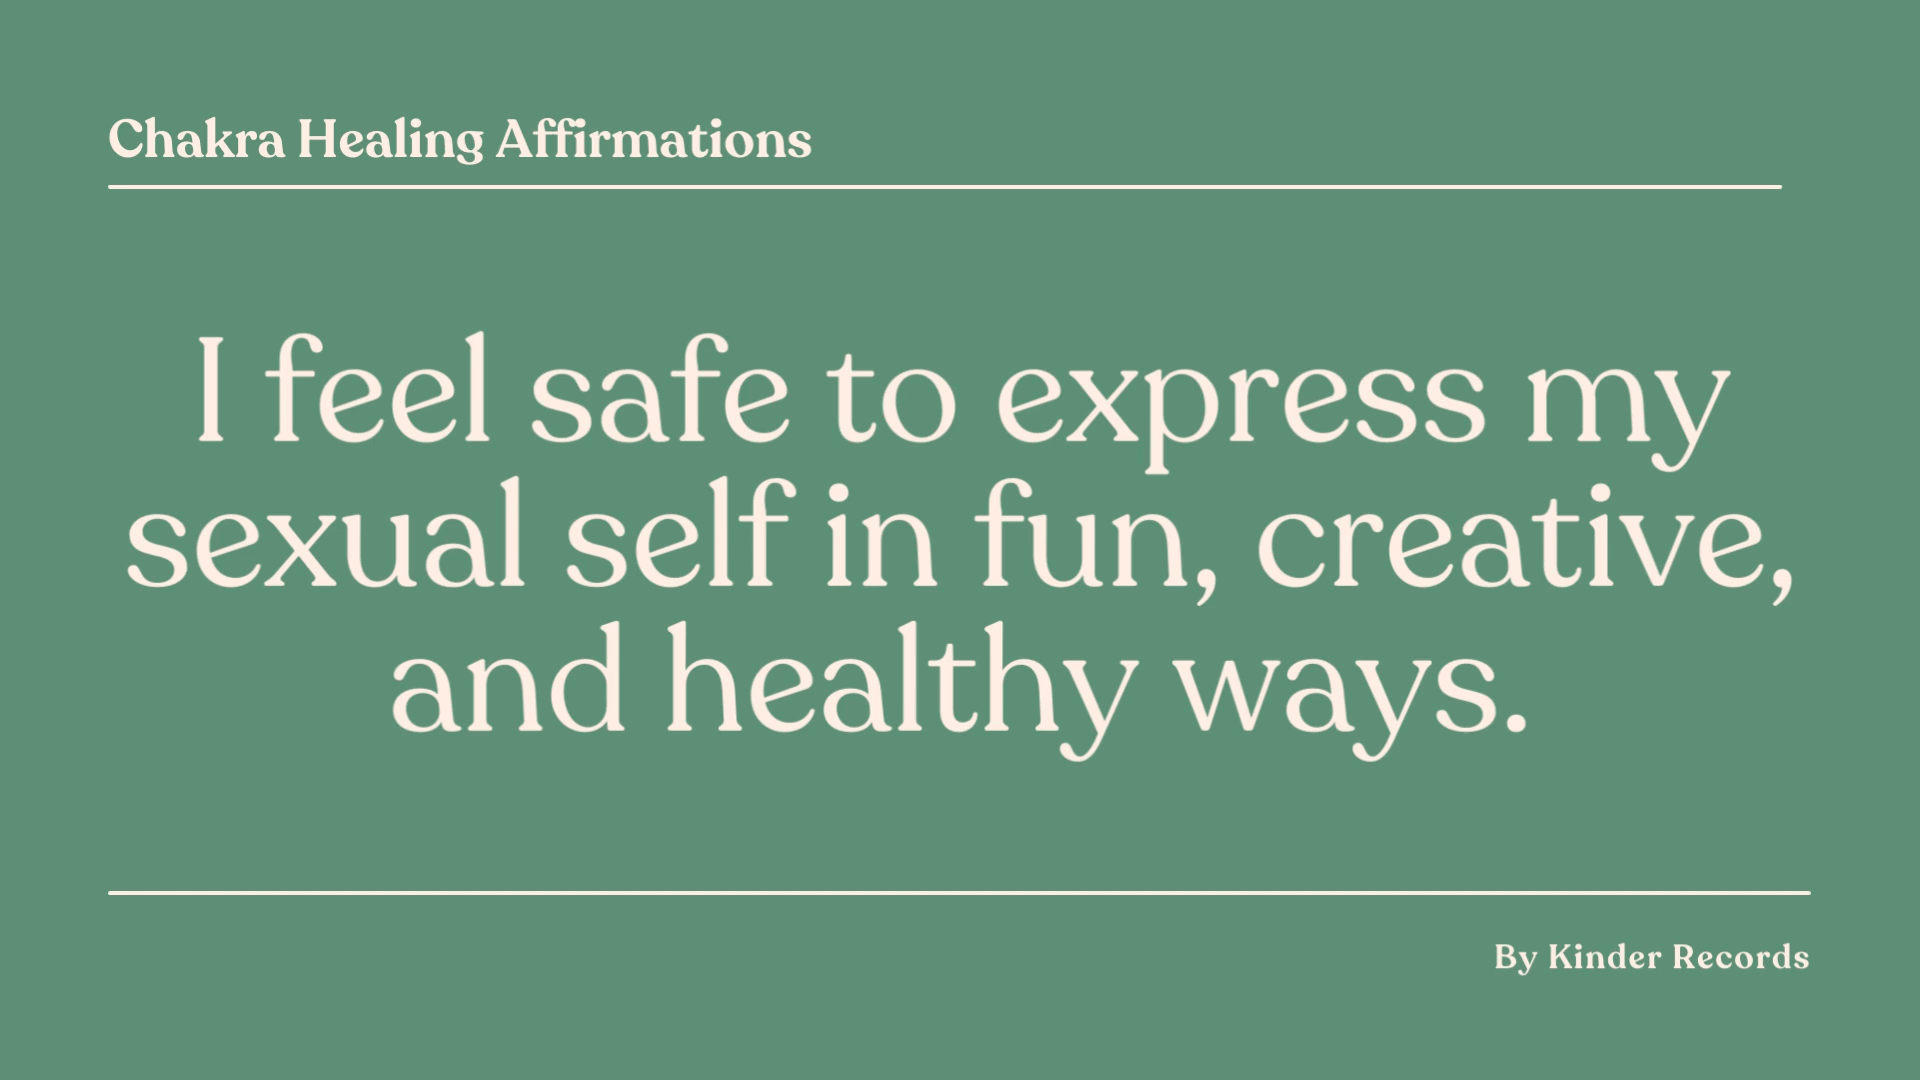 Chakra Healing Affirmations
I feel safe to express my
sexual self in fun, creative,
and healthy ways.
By Kinder Records